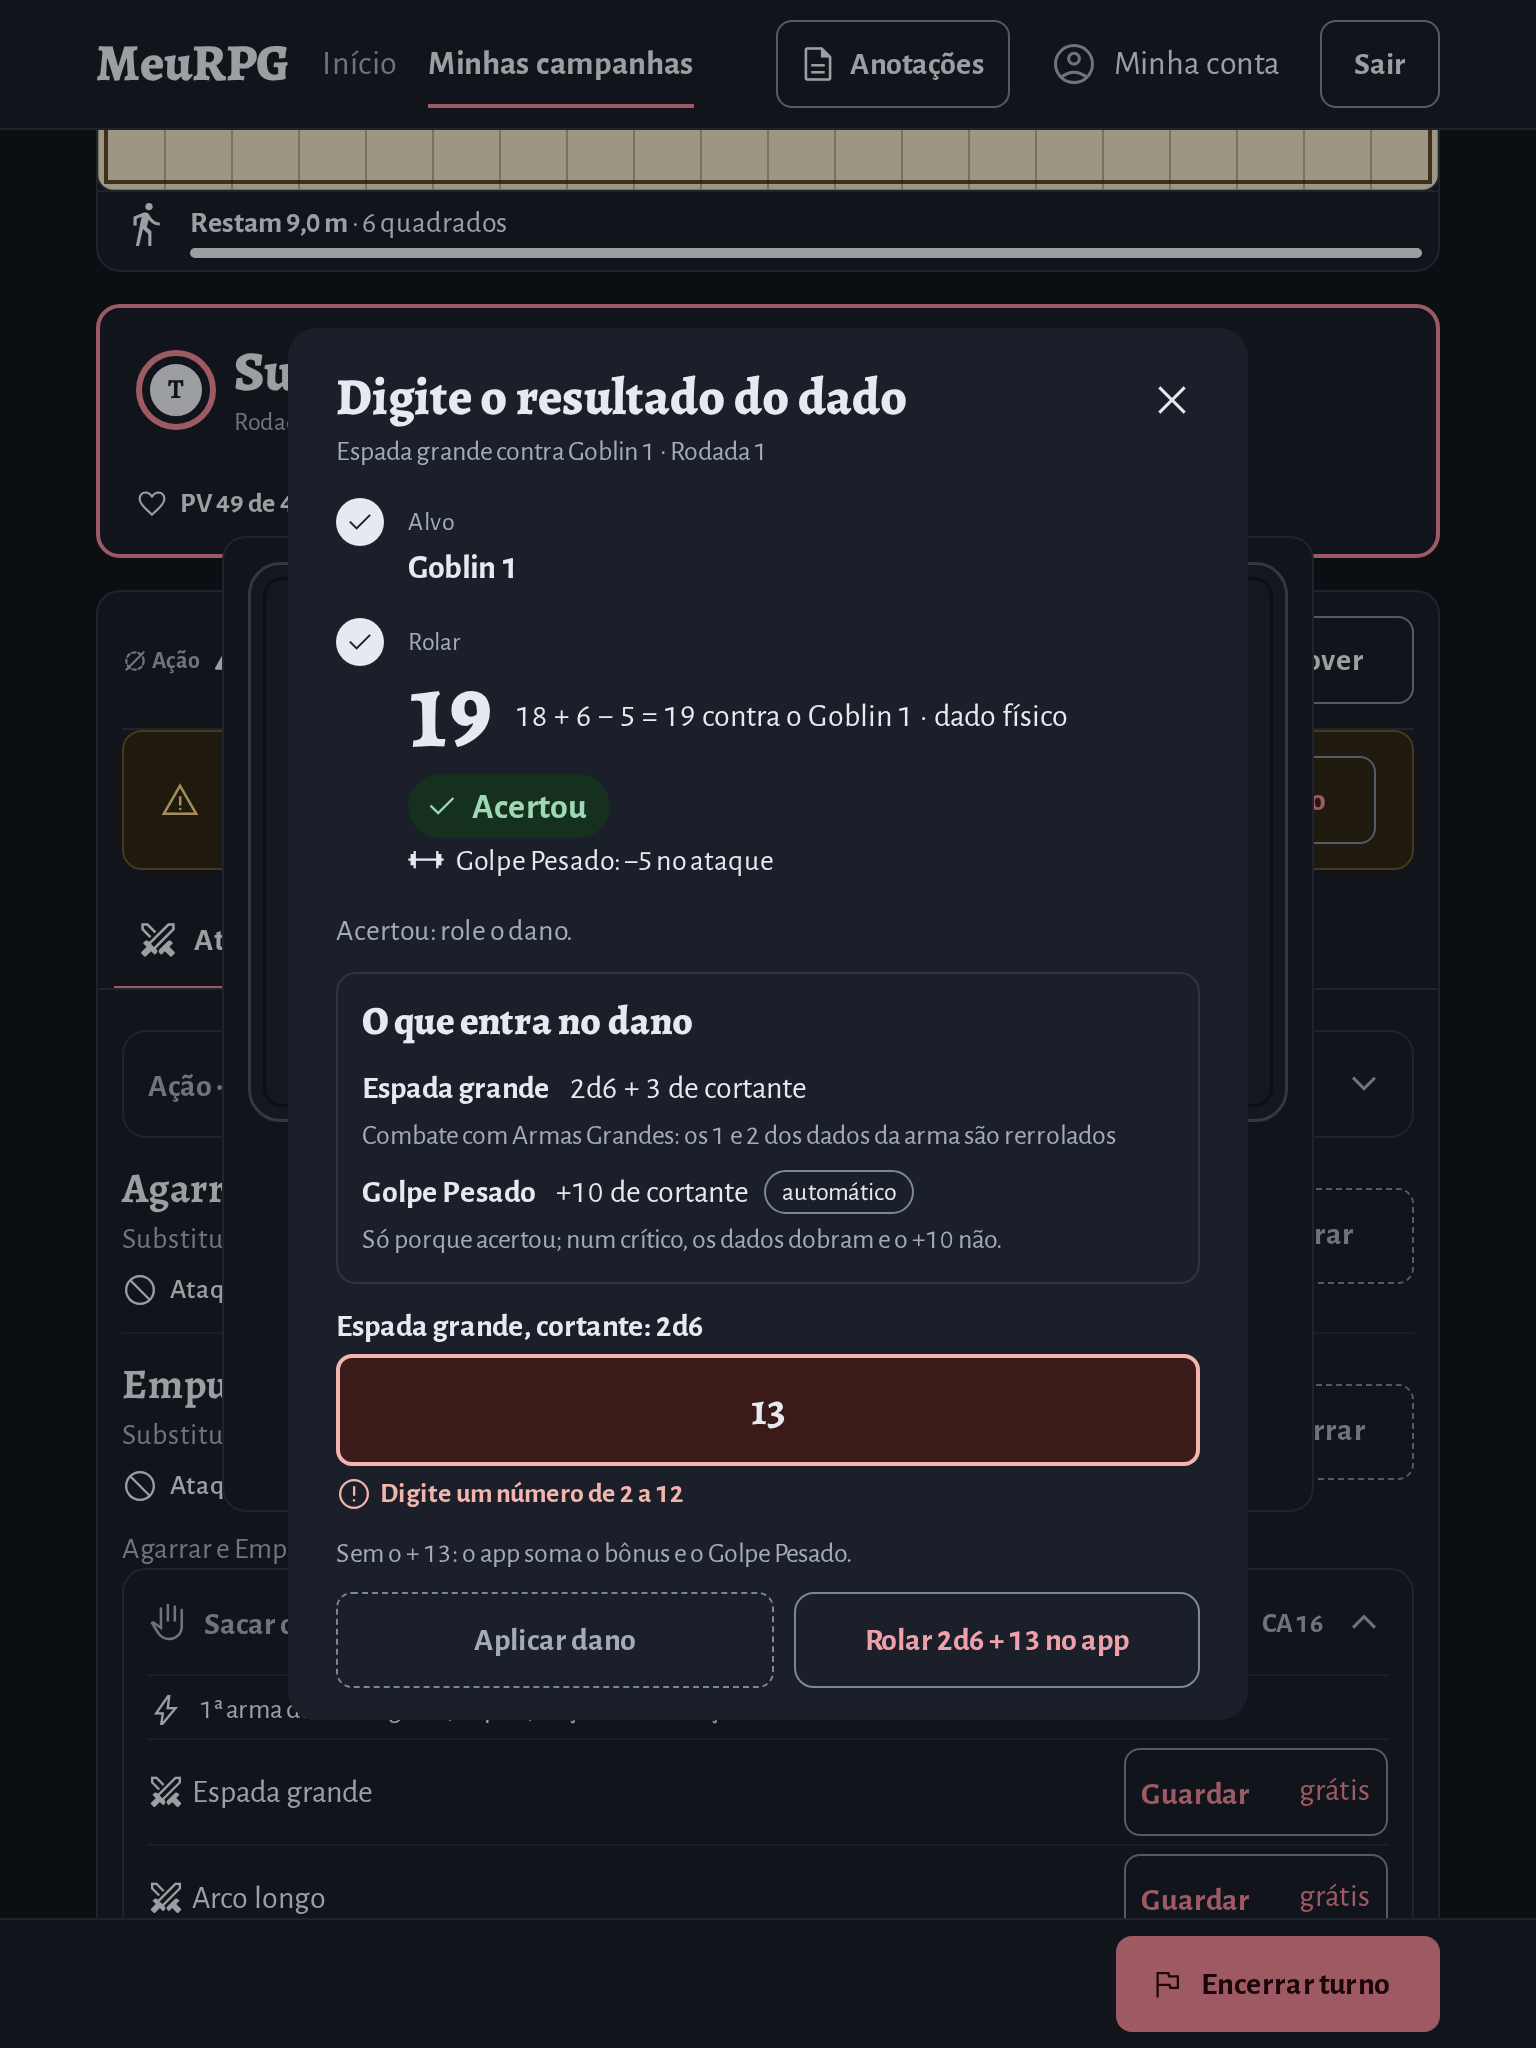 MeuRPG Início Minhas campanhas Anotações Minha conta Sair
Restam 9,0 m · 6 quadrados
T
PV 49 de
Digite o resultado do dado
Espada grande contra Goblin 1 · Rodada 1
Alvo
Goblin 1
Rolar
19 18 + 6 – 5 = 19 contra o Goblin 1 · dado físico
Acertou
Golpe Pesado: –5 no ataque
Acertou: role o dano.
O que entra no dano
Espada grande 2d6 + 3 de cortante
Combate com Armas Grandes: os 1 e 2 dos dados da arma são rerrolados
Golpe Pesado +10 de cortante automático
Só porque acertou; num crítico, os dados dobram e o +10 não.
Espada grande, cortante: 2d6
13
Digite um número de 2 a 12
Sem o + 13: o app soma o bônus e o Golpe Pesado.
Aplicar dano Rolar 2d6 + 13 no app
Ação
Ação ·
Agarrar e Emp
Sacar
CA 16
1ª arma
Espada grande Guardar grátis
Arco longo Guardar grátis
Encerrar turno